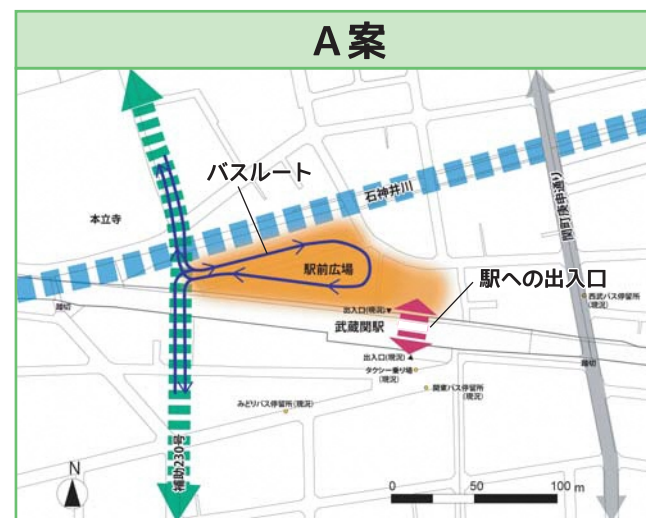 A案
バスルート
石神井川
本立寺
関町庚申通り
駅前広場
駅への出入口
西武バス停留所
(現況)
踏切
出入口(現況)▼
武蔵関駅
出入口(現況)▲
タクシー乗り場
(現況)
踏切
関東バス停留所
(現況)
みどりバス停留所(現況)
補助230号
N
0 50 100 m